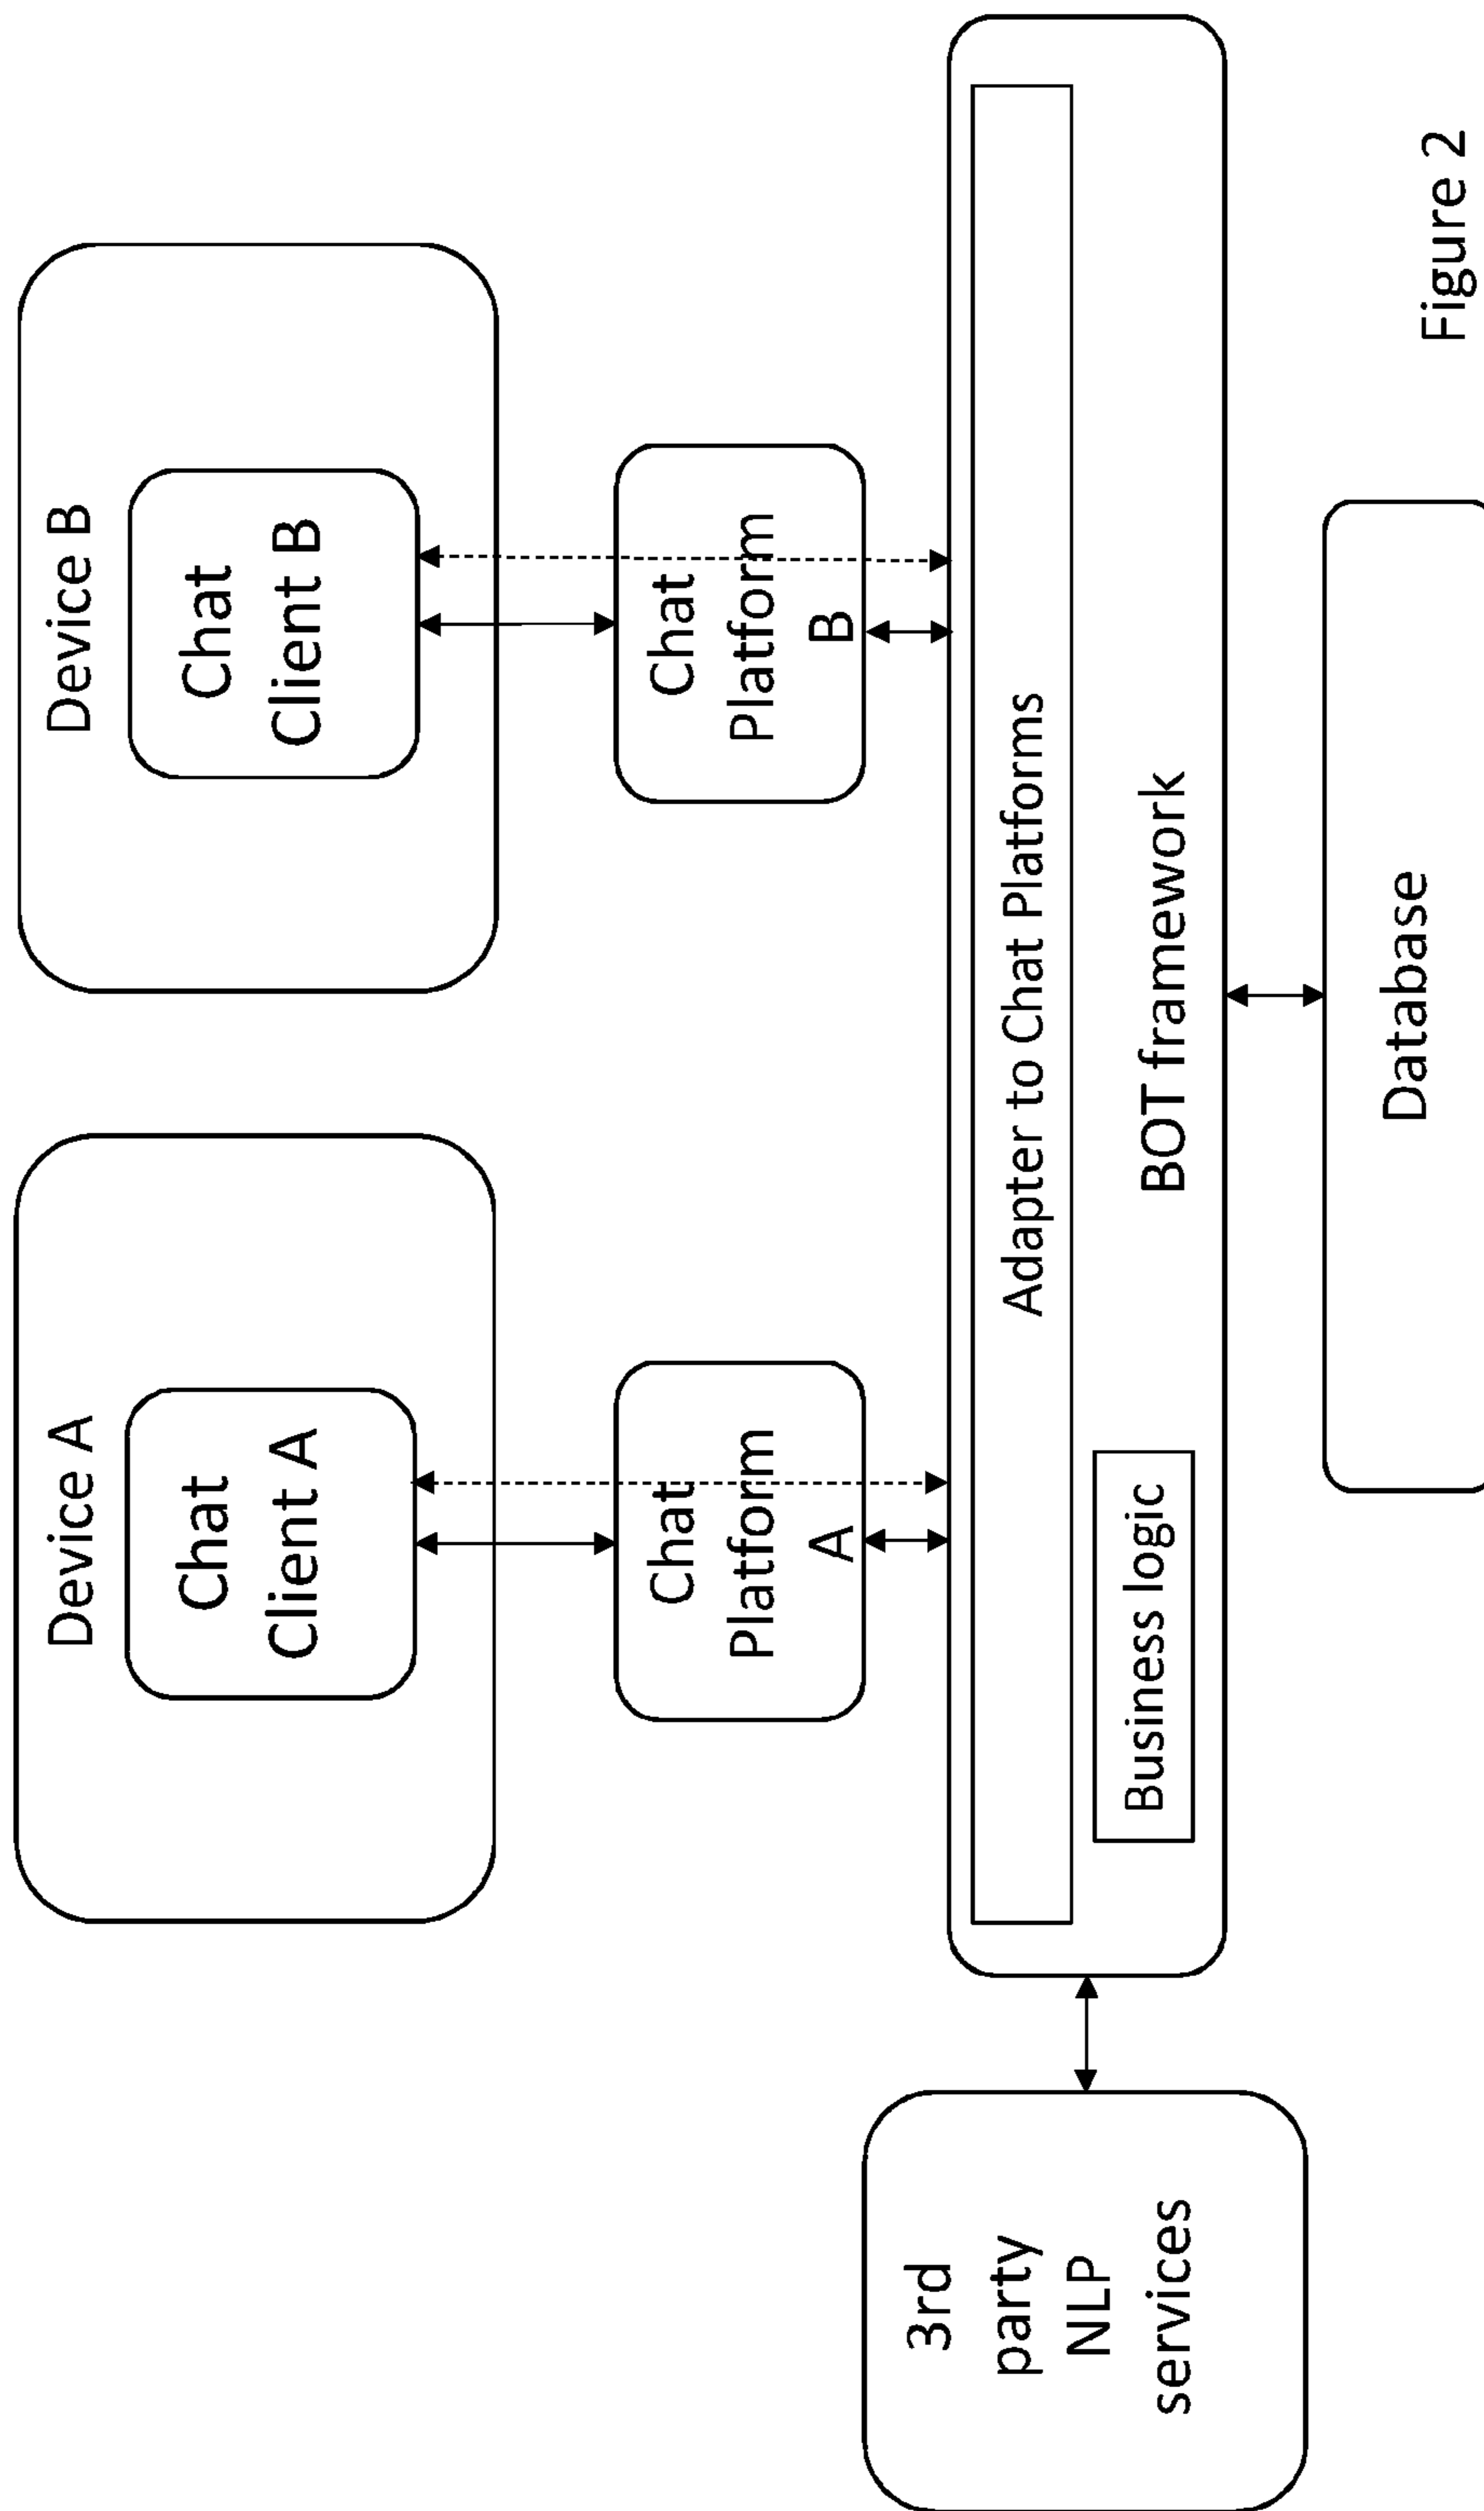 Device A
Chat
Client A
Device B
Chat
Client B
Chat
Platform
A
Chat
Platform
B
3rd
party
NLP
services
Adapter to Chat Platforms
Business logic
BOT framework
Database
Figure 2